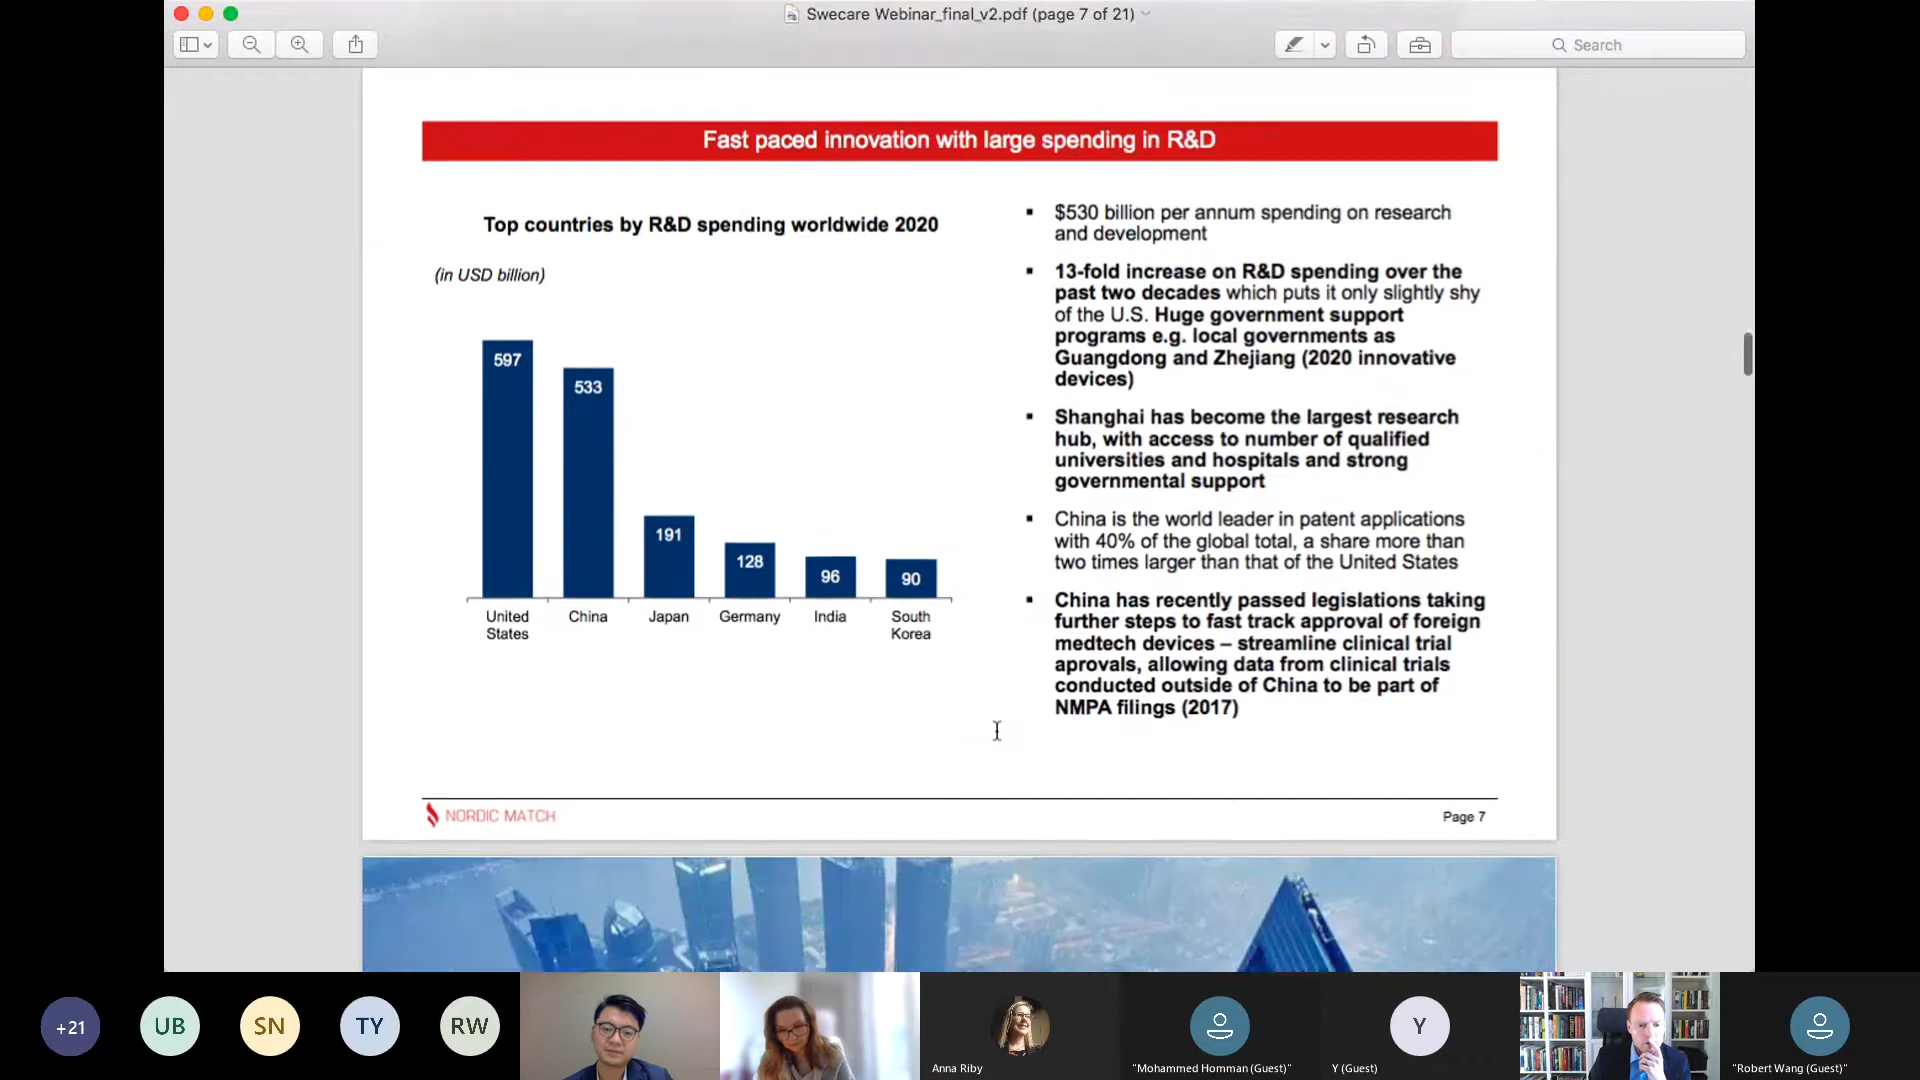 Swecare Webinar_final_v2.pdf (page 7 of 21)
Search
Fast paced innovation with large spending in R&D
Top countries by R&D spending worldwide 2020
(in USD billion)
597
533
191
128
96
90
United States
China
Japan
Germany
India
South Korea
▪ $530 billion per annum spending on research
and development
▪ 13-fold increase on R&D spending over the
past two decades which puts it only slightly shy
of the U.S. Huge government support
programs e.g. local governments as
Guangdong and Zhejiang (2020 innovative
devices)
▪ Shanghai has become the largest research
hub, with access to number of qualified
universities and hospitals and strong
governmental support
▪ China is the world leader in patent applications
with 40% of the global total, a share more than
two times larger than that of the United States
▪ China has recently passed legislations taking
further steps to fast track approval of foreign
medtech devices – streamline clinical trial
aprovals, allowing data from clinical trials
conducted outside of China to be part of
NMPA filings (2017)
NORDIC MATCH
Page 7
+21
UB
SN
TY
RW
Anna Riby
"Mohammed Homman (Guest)"
Y
Y (Guest)
"Robert Wang (Guest)"